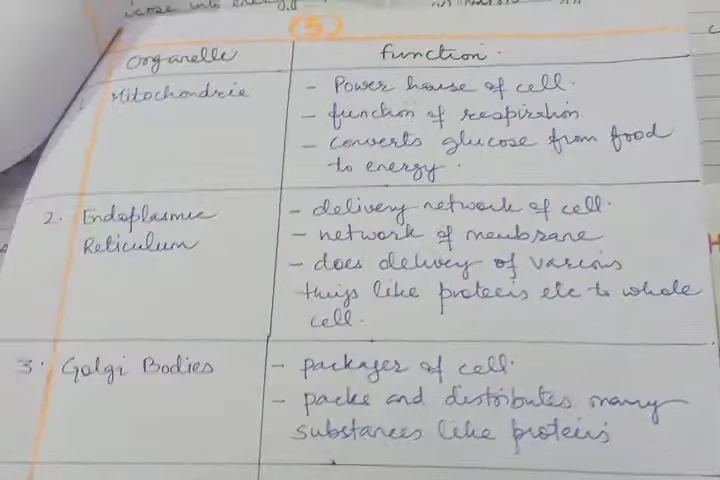 (5)
Organelle
function.
Mitochondrie
- Power house of cell.
- function of respiration
- converts glucose from food
to energy.
2. Endoplasmic
Reticulum
- delivery network of cell.
- network of membrane
- does delivery of various
things like proteins etc to whole
cell.
3. Golgi Bodies
- packager of cell.
- packe and distributes many
substances like proteins